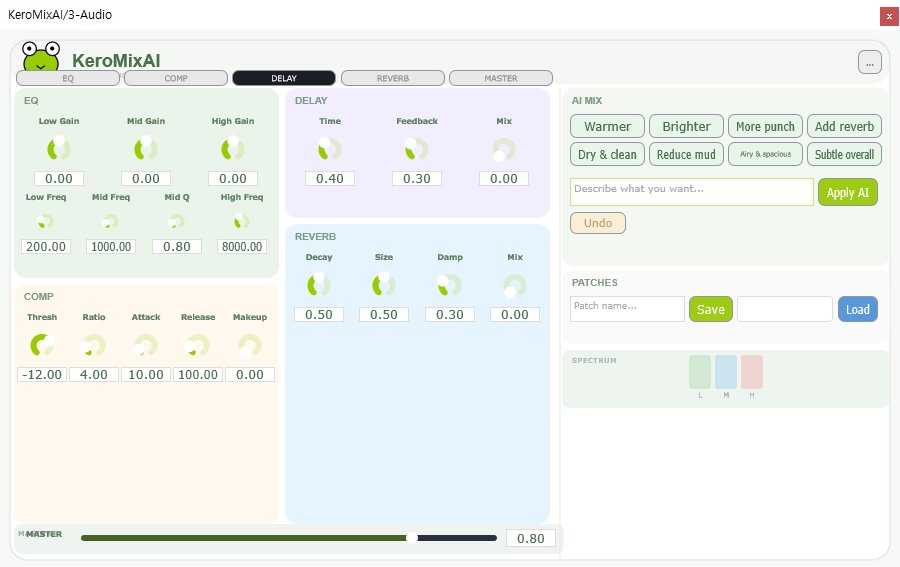 KeroMixAI/3-Audio
x
KeroMixAI
...
EQ COMP DELAY REVERB MASTER
EQ
Low Gain Mid Gain High Gain
0.00 0.00 0.00
Low Freq Mid Freq Mid Q High Freq
200.00 1000.00 0.80 8000.00
COMP
Thresh Ratio Attack Release Makeup
-12.00 4.00 10.00 100.00 0.00
DELAY
Time Feedback Mix
0.40 0.30 0.00
REVERB
Decay Size Damp Mix
0.50 0.50 0.30 0.00
AI MIX
Warmer Brighter More punch Add reverb
Dry & clean Reduce mud Airy & spacious Subtle overall
Describe what you want... Apply AI
Undo
PATCHES
Patch name... Save Load
SPECTRUM
L M H
MASTER 0.80